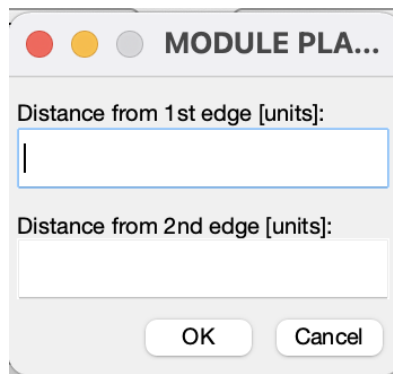 MODULE PLA...
Distance from 1st edge [units]:
Distance from 2nd edge [units]:
OK Cancel